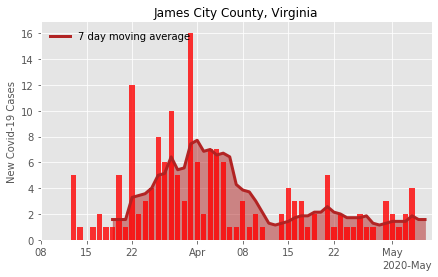 James City County, Virginia
7 day moving average
New Covid-19 Cases
16
14
12
10
8
6
4
2
0
08 15 22 Apr 08 15 22 May
2020-May